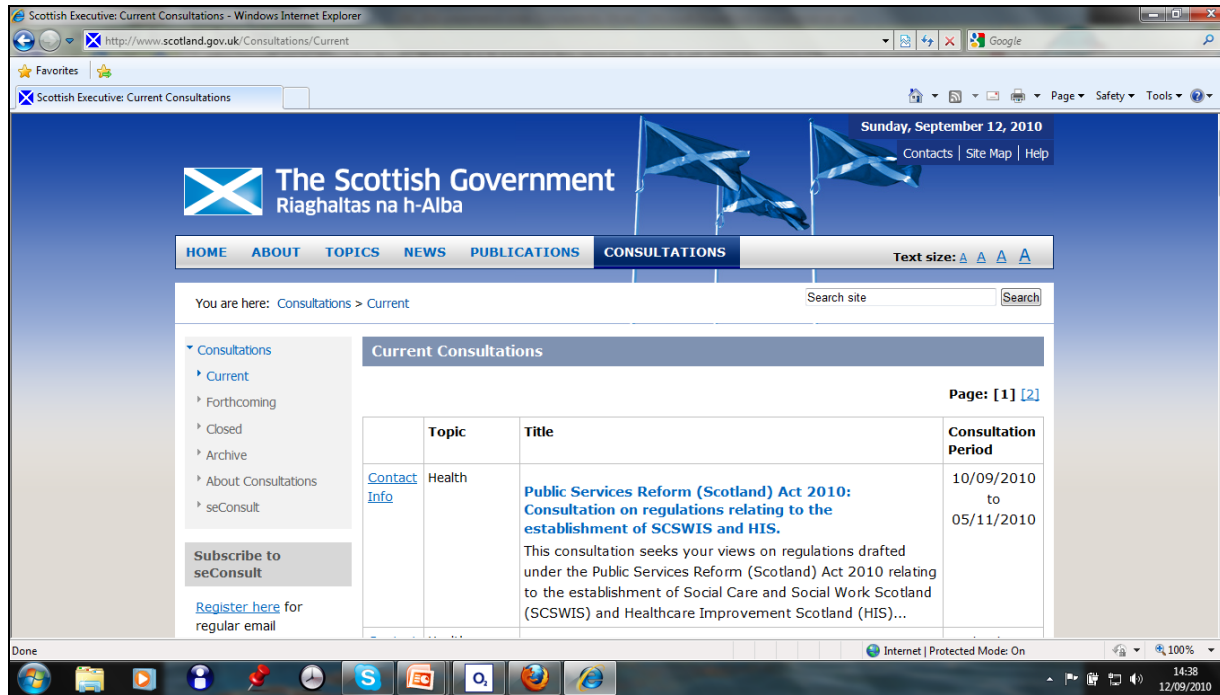 Scottish Executive: Current Consultations - Windows Internet Explorer
http://www.scotland.gov.uk/Consultations/Current
Google
Favorites
Scottish Executive: Current Consultations
Page Safety Tools
Sunday, September 12, 2010
Contacts | Site Map | Help
The Scottish Government
Riaghaltas na h-Alba
HOME ABOUT TOPICS NEWS PUBLICATIONS CONSULTATIONS
Text size: A A A A
You are here: Consultations > Current
Search site Search
Consultations
Current
Forthcoming
Closed
Archive
About Consultations
seConsult
Subscribe to
seConsult
Register here for
regular email
Current Consultations
Page: [1] [2]
Topic Title Consultation
Period
Contact Health
Info
Public Services Reform (Scotland) Act 2010:
Consultation on regulations relating to the
establishment of SCSWIS and HIS.
This consultation seeks your views on regulations drafted
under the Public Services Reform (Scotland) Act 2010 relating
to the establishment of Social Care and Social Work Scotland
(SCSWIS) and Healthcare Improvement Scotland (HIS)...
10/09/2010
to
05/11/2010
Done
Internet | Protected Mode: On
100%
O2
14:38
12/09/2010